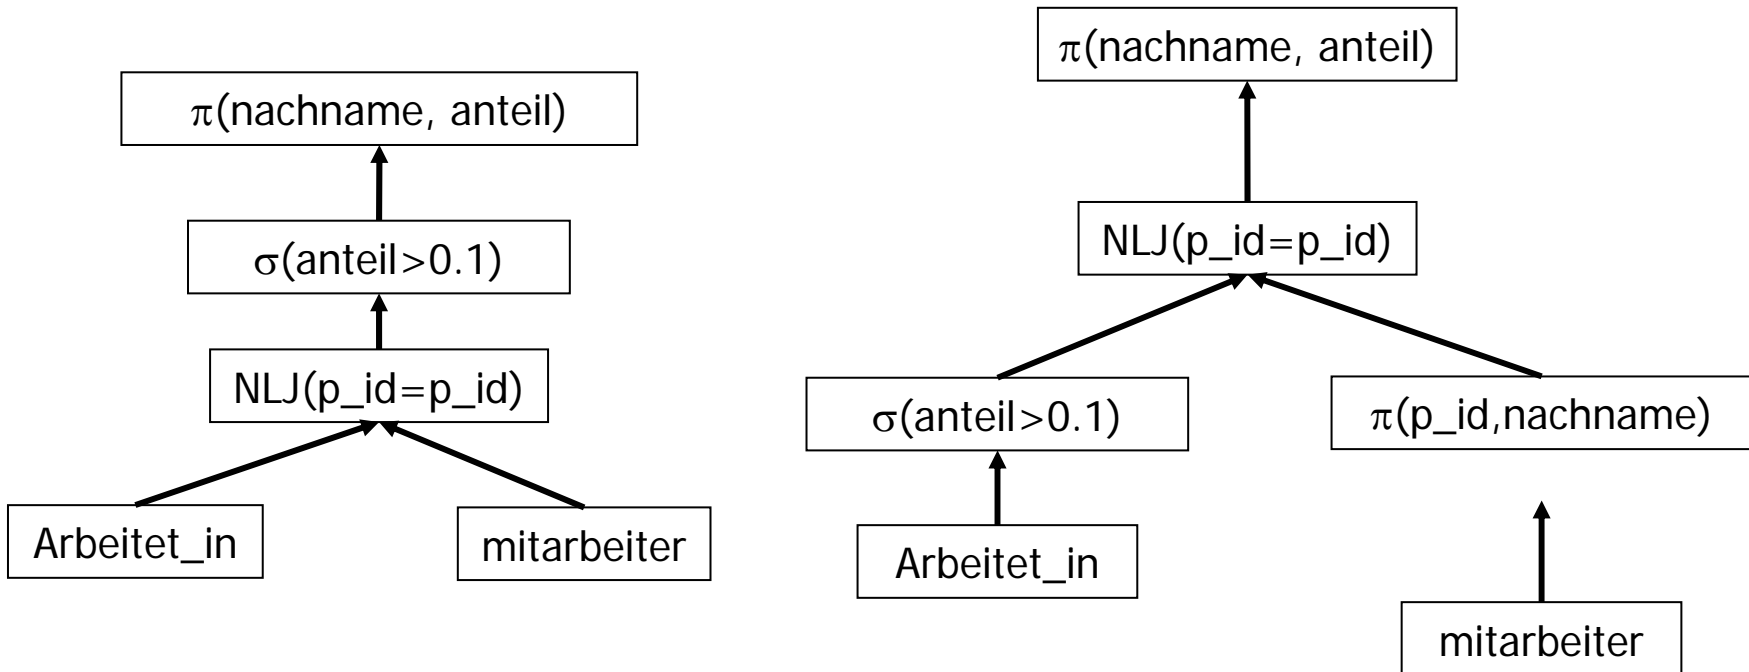 π(nachname, anteil)
σ(anteil>0.1)
NLJ(p_id=p_id)
Arbeitet_in
mitarbeiter
π(nachname, anteil)
NLJ(p_id=p_id)
σ(anteil>0.1)
π(p_id,nachname)
Arbeitet_in
mitarbeiter